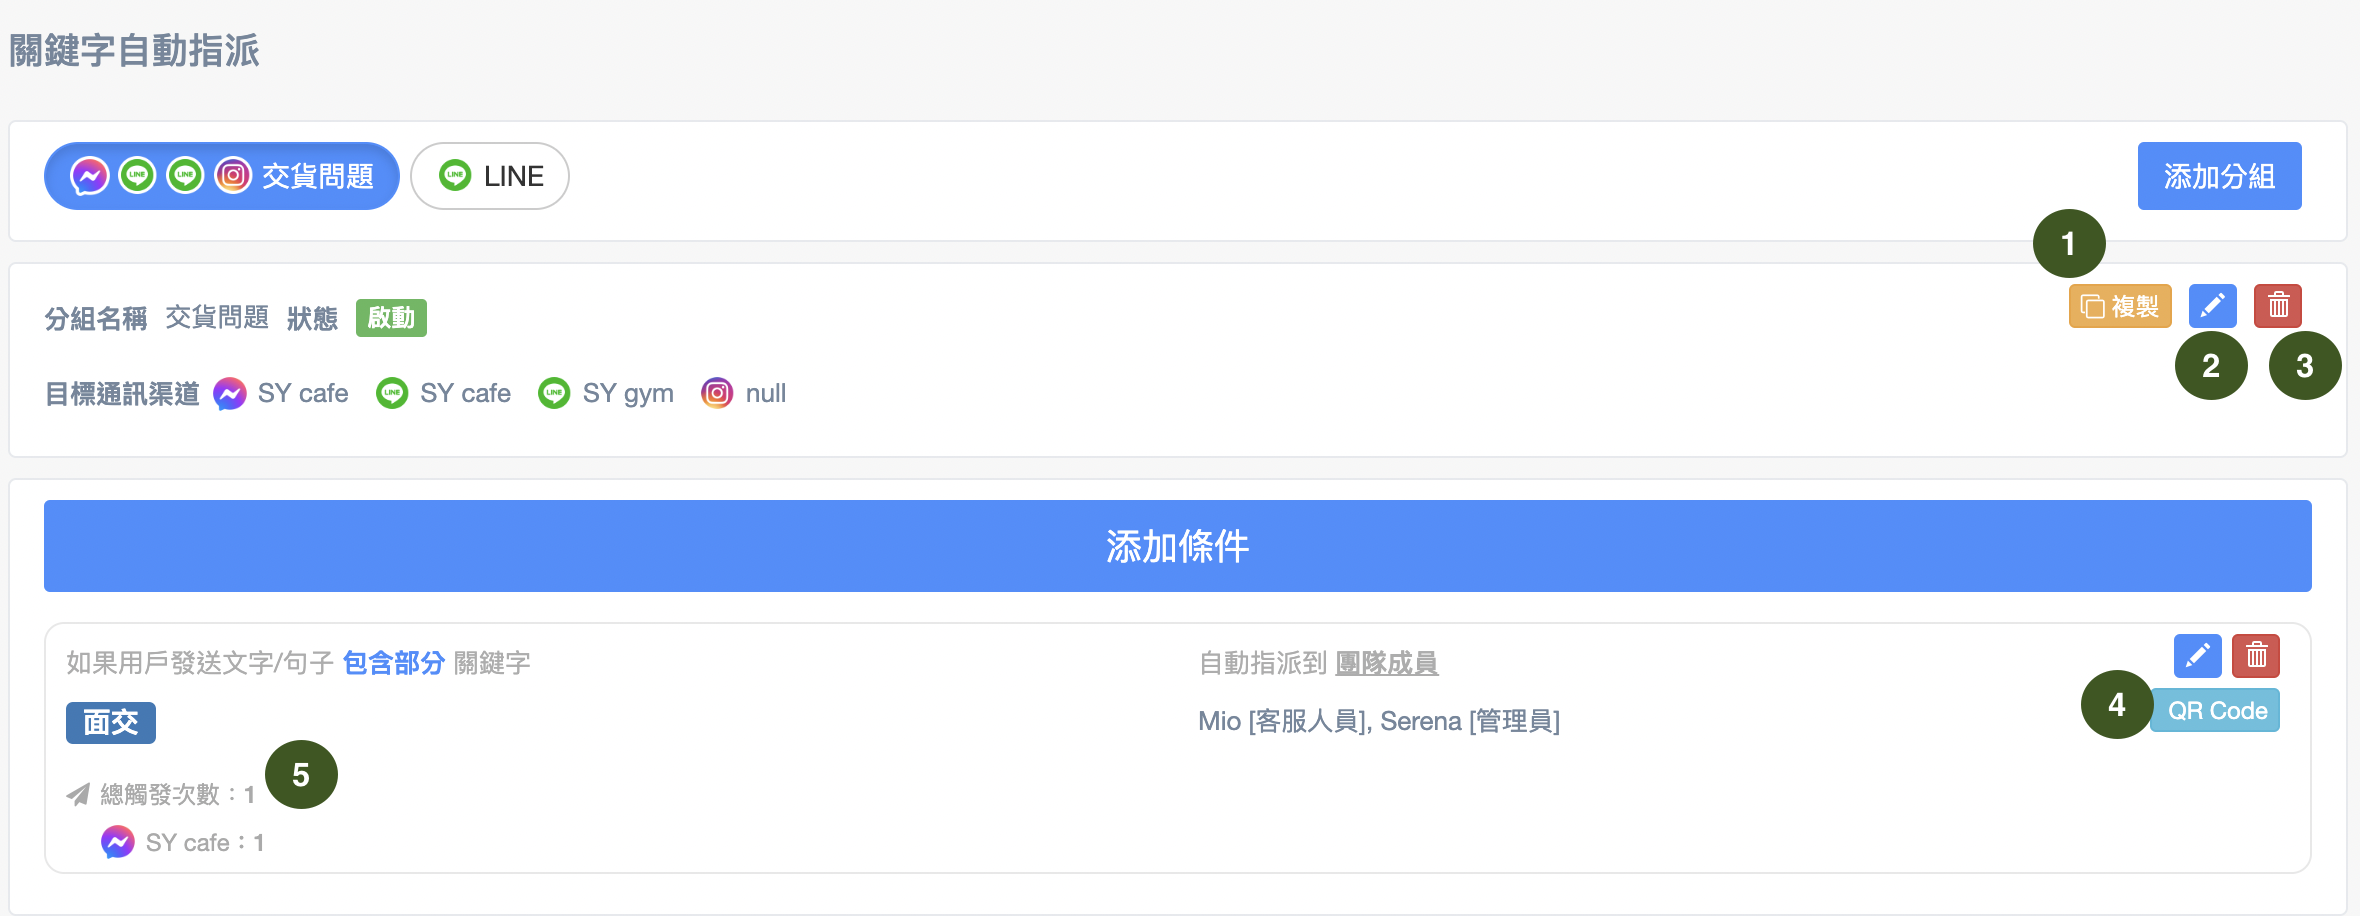 關鍵字自動指派
LINE LINE 交貨問題 LINE LINE 添加分組
1
分組名稱 交貨問題 狀態 啟動 複製
2 3
目標通訊渠道 SY cafe LINE SY cafe LINE SY gym null
添加條件
如果用戶發送文字/句子 包含部分 關鍵字 自動指派到 團隊成員
面交 Mio [客服人員], Serena [管理員] 4 QR Code
總觸發次數：1 5
SY cafe：1